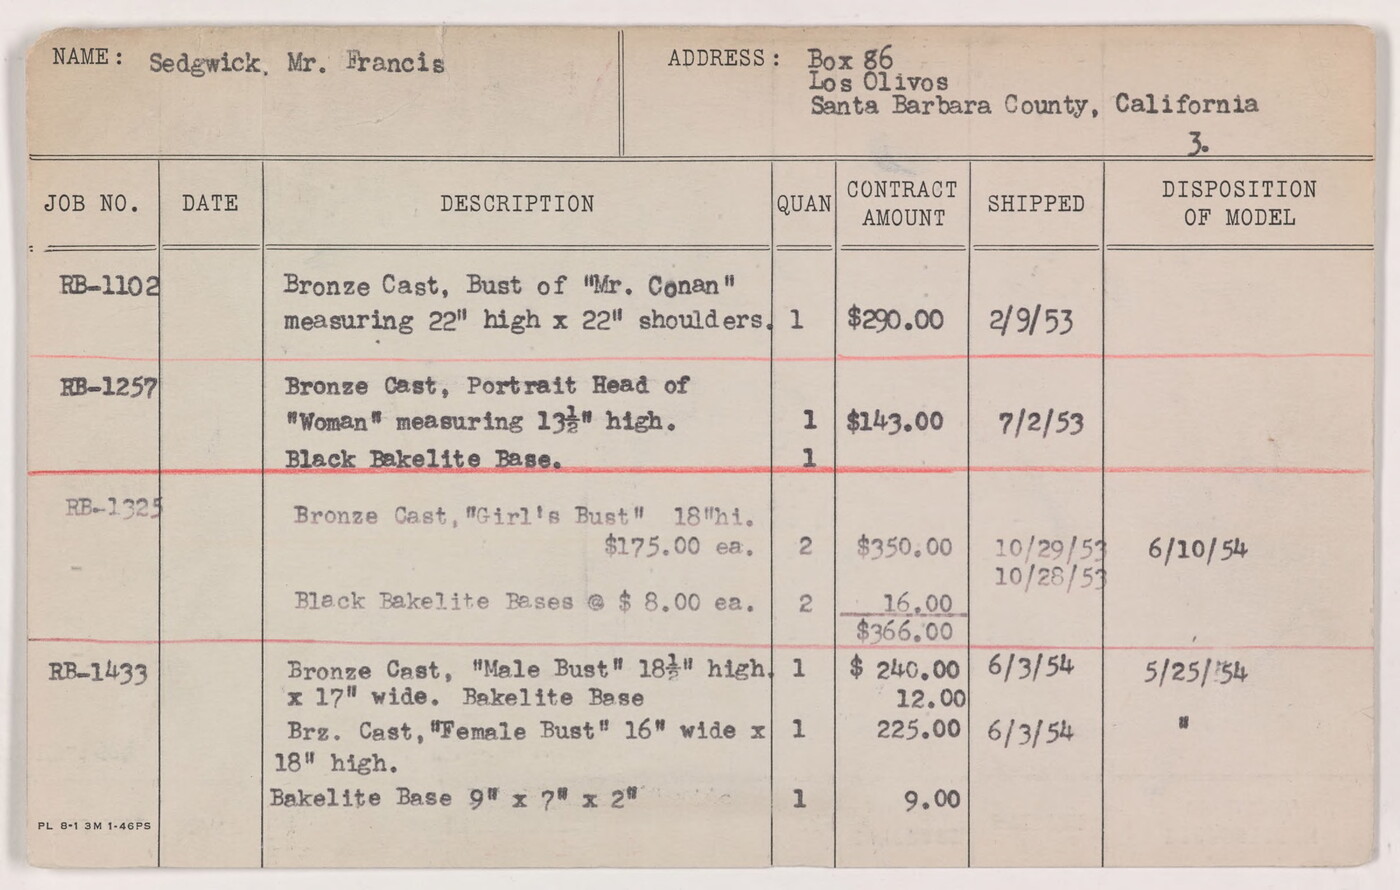 NAME: Sedgwick, Mr. Francis
ADDRESS: Box 86
Los Olivos
Santa Barbara County, California
3.
JOB NO. DATE DESCRIPTION QUAN CONTRACT AMOUNT SHIPPED DISPOSITION OF MODEL
RB-1102 Bronze Cast, Bust of "Mr. Conan"
measuring 22" high x 22" shoulders. 1 $290.00 2/9/53
RB-1257 Bronze Cast, Portrait Head of
"Woman" measuring 13½" high. 1 $143.00 7/2/53
Black Bakelite Base. 1
RB-1325 Bronze Cast,"Girl's Bust" 18"hi.
$175.00 ea. 2 $350.00 10/29/53 6/10/54
10/28/53
Black Bakelite Bases @ $ 8.00 ea. 2 16.00
$366.00
RB-1433 Bronze Cast, "Male Bust" 18½" high. 1 $ 240.00 6/3/54 5/25/'54
x 17" wide. Bakelite Base 12.00
Brz. Cast,"Female Bust" 16" wide x 1 225.00 6/3/54 "
18" high.
Bakelite Base 9" x 7" x 2" 1 9.00
PL 8-1 3M 1-46PS